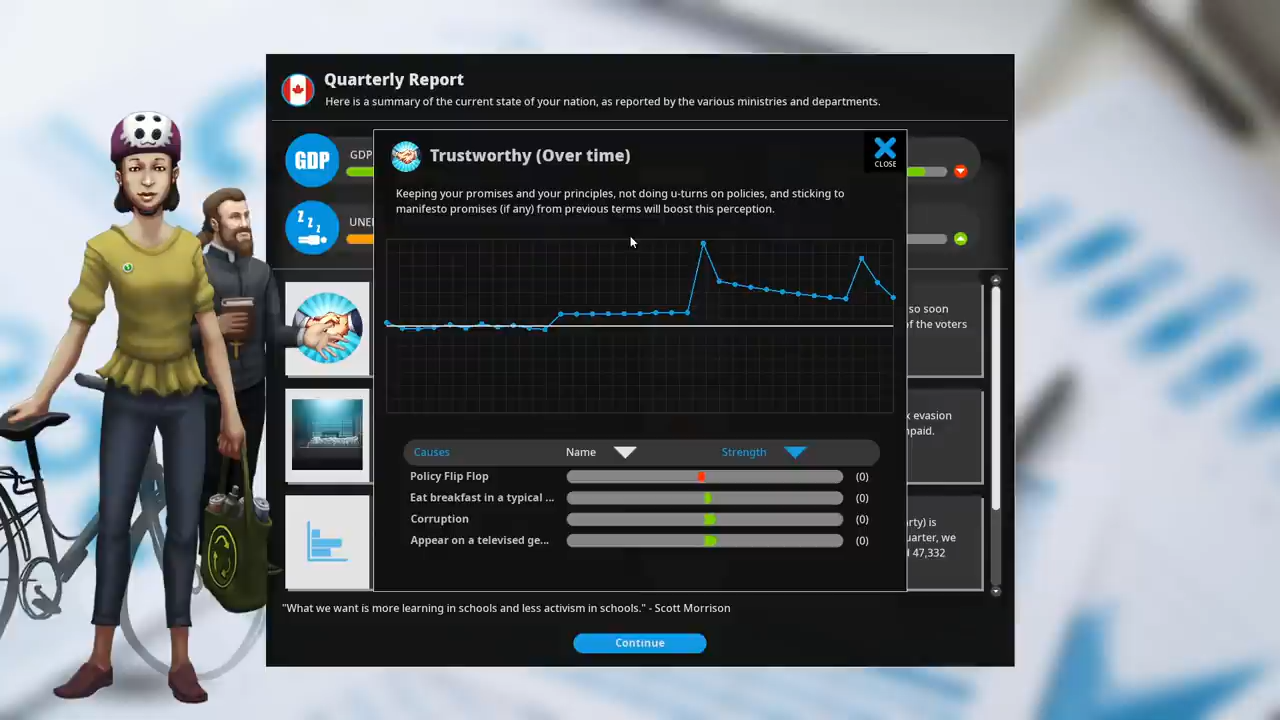 Quarterly Report
Here is a summary of the current state of your nation, as reported by the various ministries and departments.
GDP
GDP
Trustworthy (Over time)
CLOSE
Keeping your promises and your principles, not doing u-turns on policies, and sticking to
manifesto promises (if any) from previous terms will boost this perception.
Z Z Z
UNE
so soon
of the voters
x evasion
npaid.
Causes Name Strength
Policy Flip Flop (0)
Eat breakfast in a typical ... (0)
Corruption (0)
Appear on a televised ge... (0)
arty) is
uarter, we
d 47,332
"What we want is more learning in schools and less activism in schools." - Scott Morrison
Continue